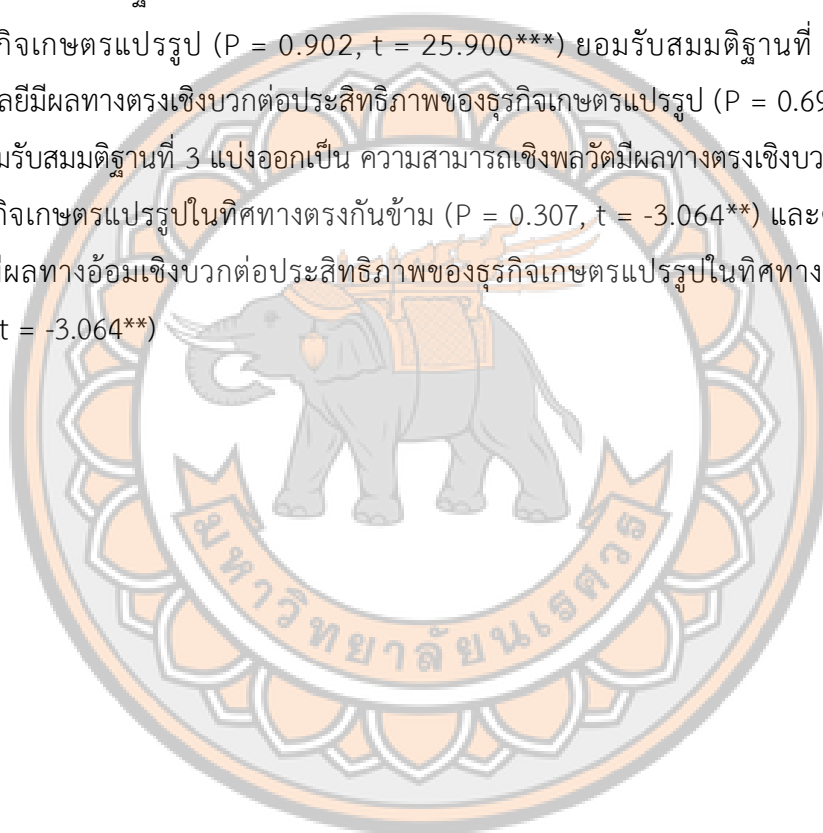 กิจเกษตรแปรรูป (P = 0.902, t = 25.900***) ยอมรับสมมติฐานที่
ลยีมีผลทางตรงเชิงบวกต่อประสิทธิภาพของธุรกิจเกษตรแปรรูป (P = 0.69
มรับสมมติฐานที่ 3 แบ่งออกเป็น ความสามารถเชิงพลวัตมีผลทางตรงเชิงบว
กิจเกษตรแปรรูปในทิศทางตรงกันข้าม (P = 0.307, t = -3.064**) และ
มีผลทางอ้อมเชิงบวกต่อประสิทธิภาพของธุรกิจเกษตรแปรรูปในทิศทาง
t = -3.064**)
มหาวิทยาลัยนเรศวร